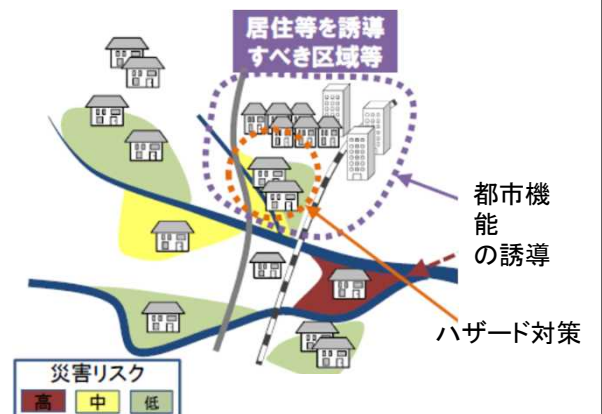 居住等を誘導
すべき区域等
都市機
能
の誘導
ハザード対策
災害リスク
高 中 低